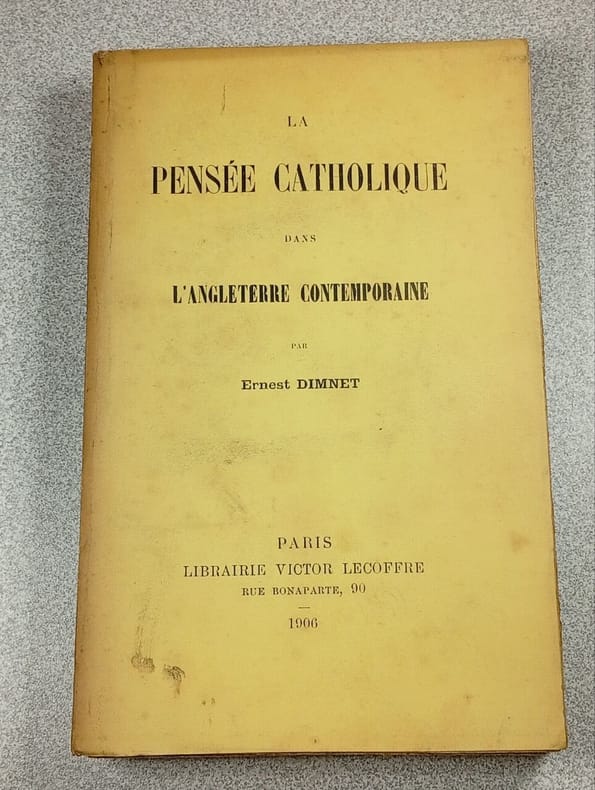 LA
PENSÉE CATHOLIQUE
DANS
L'ANGLETERRE CONTEMPORAINE
PAR
Ernest DIMNET
PARIS
LIBRAIRIE VICTOR LECOFFRE
RUE BONAPARTE, 90
1906